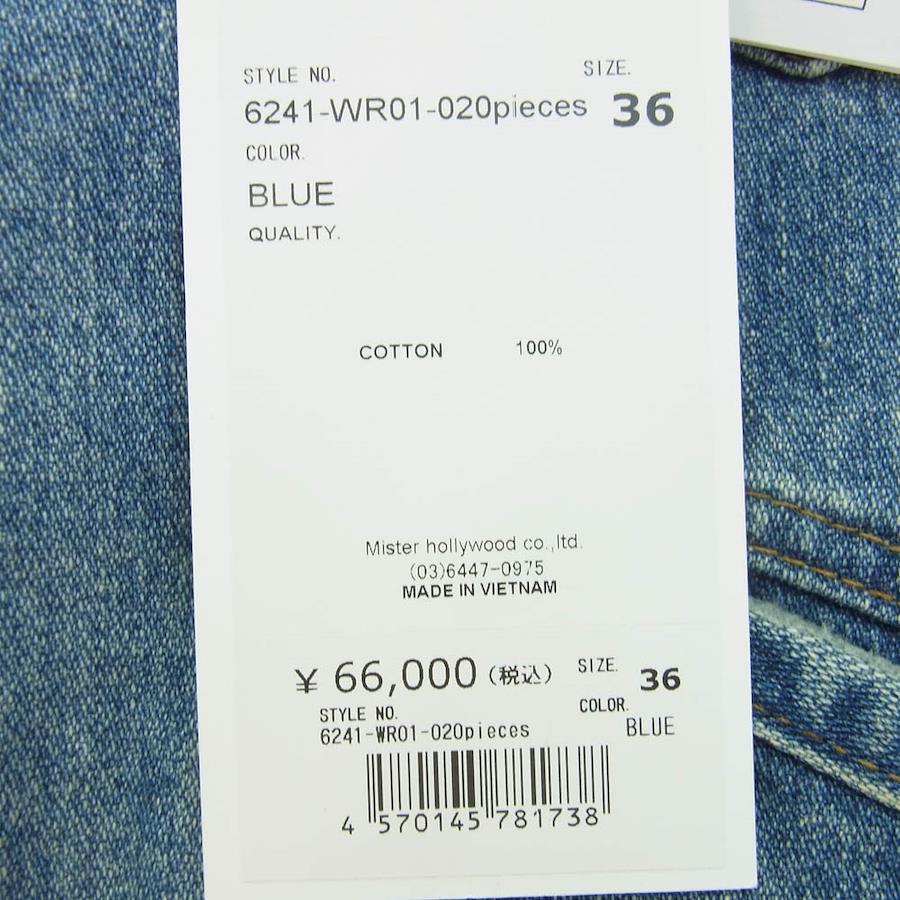 STYLE NO. SIZE.
6241-WR01-020pieces 36
COLOR.
BLUE
QUALITY.
COTTON 100%
Mister hollywood co.,ltd.
(03)6447-0975
MADE IN VIETNAM
¥ 66,000 (税込) SIZE. 36
STYLE NO. COLOR.
6241-WR01-020pieces BLUE
4 570145 781738